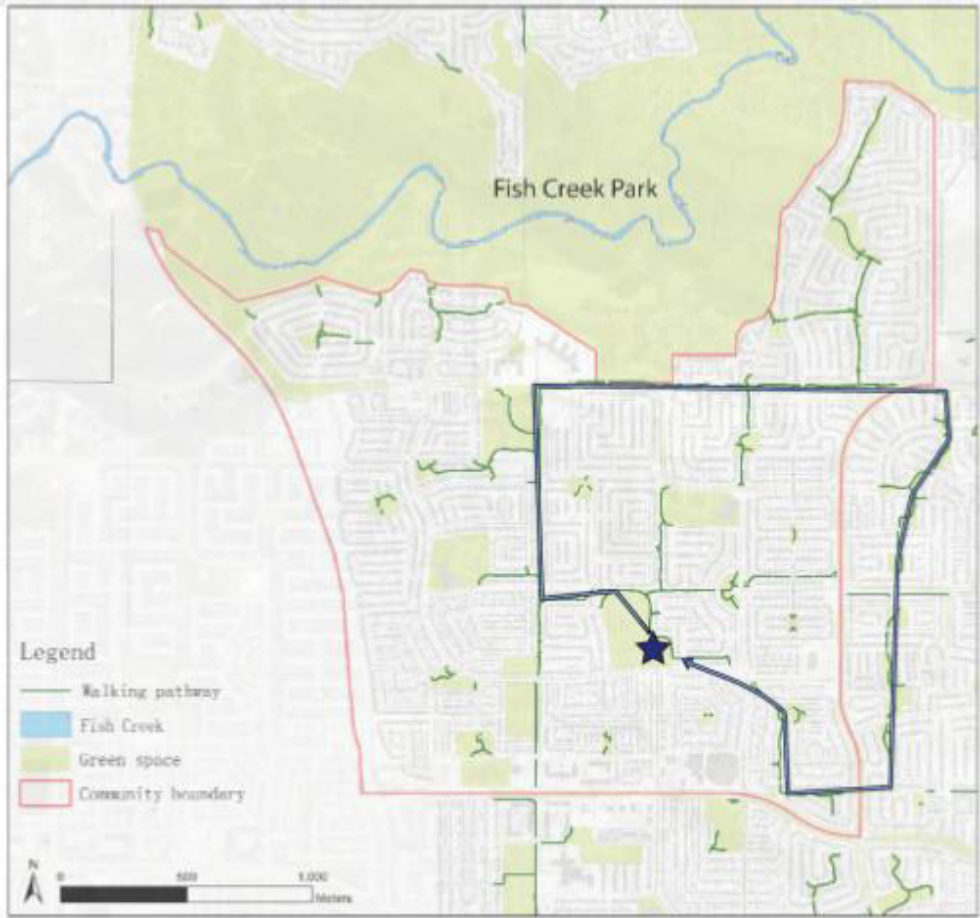 Fish Creek Park
Legend
Walking pathway
Fish Creek
Green space
Community boundary
N
0 500 1,000
Meters